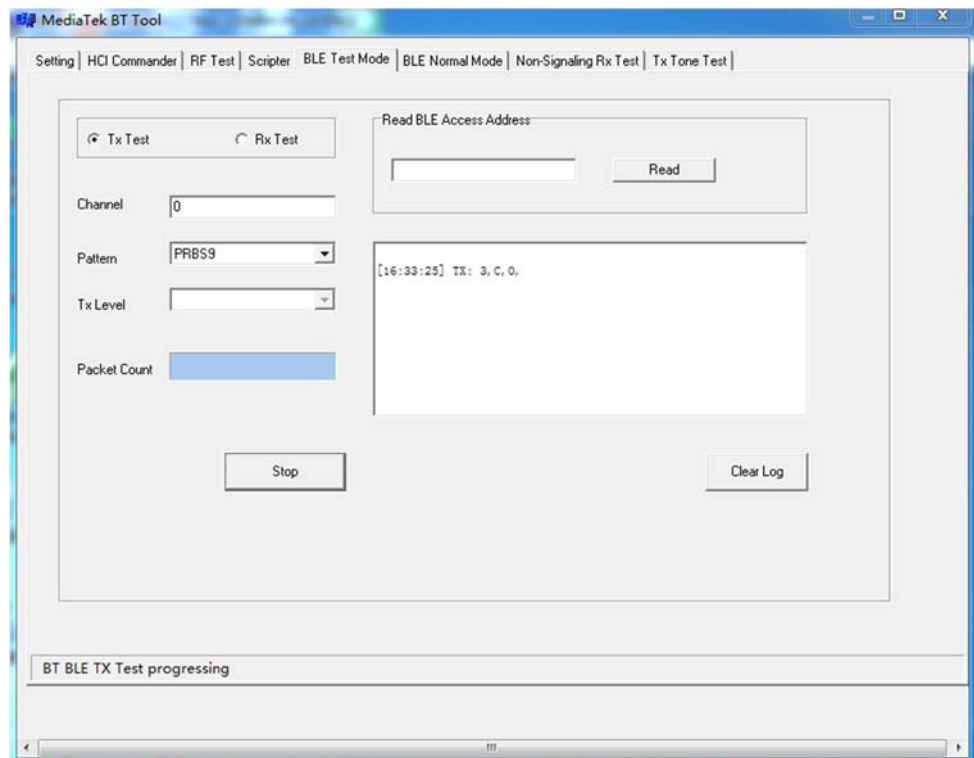 MediaTek BT Tool
Setting HCI Commander RF Test Scripter BLE Test Mode BLE Normal Mode Non-Signaling Rx Test Tx Tone Test
Tx Test Rx Test
Read BLE Access Address
Read
Channel 0
Pattern PRBS9
[16:33:25] TX: 3,C,0,
Tx Level
Packet Count
Stop
Clear Log
BT BLE TX Test progressing